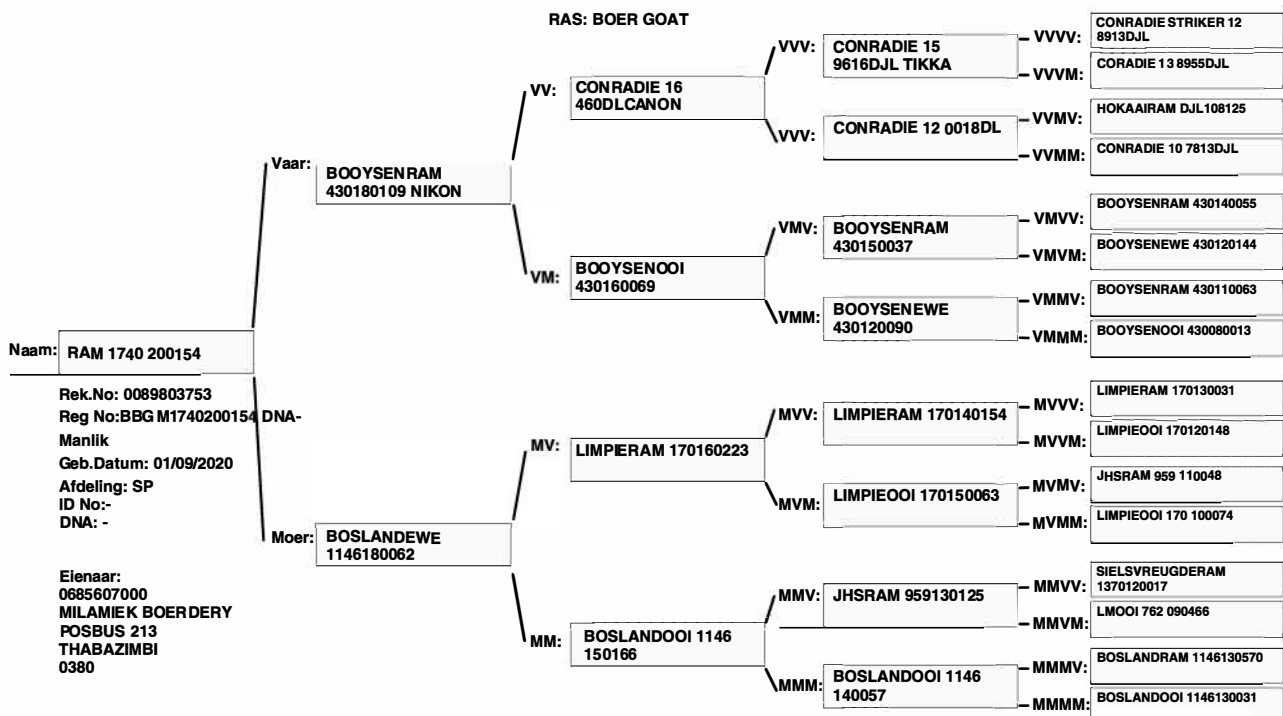 RAS: BOER GOAT
Naam: RAM 1740 200154
Rek.No: 0089803753
Reg No:BBG M1740200154 DNA-
Manlik
Geb.Datum: 01/09/2020
Afdeling: SP
ID No:-
DNA: -
Eienaar:
0685607000
MILAMIEK BOERDERY
POSBUS 213
THABAZIMBI
0380
Vaar: BOOYSENRAM
430180109 NIKON
Moer: BOSLANDEWE
1146180062
VV: CONRADIE 16
460DLCANON
VM: BOOYSENOOI
430160069
MV: LIMPIERAM 170160223
MM: BOSLANDOOI 1146
150166
VVV: CONRADIE 15
9616DJL TIKKA
VVV: CONRADIE 12 0018DL
VMV: BOOYSENRAM
430150037
VMM: BOOYSENEWE
430120090
MVV: LIMPIERAM 170140154
MVM: LIMPIEOOI 170150063
MMV: JHSRAM 959130125
MMM: BOSLANDOOI 1146
140057
VVVV: CONRADIE STRIKER 12
8913DJL
VVVM: CORADIE 13 8955DJL
VVMV: HOKAAIRAM DJL108125
VVMM: CONRADIE 10 7813DJL
VMVV: BOOYSENRAM 430140055
VMVM: BOOYSENEWE 430120144
VMMV: BOOYSENRAM 430110063
VMMM: BOOYSENOOI 430080013
MVVV: LIMPIERAM 170130031
MVVM: LIMPIEOOI 170120148
MVMV: JHSRAM 959 110048
MVMM: LIMPIEOOI 170 100074
MMVV: SIELSVREUGDERAM
1370120017
MMVM: LMOOI 762 090466
MMMV: BOSLANDRAM 1146130570
MMMM: BOSLANDOOI 1146130031